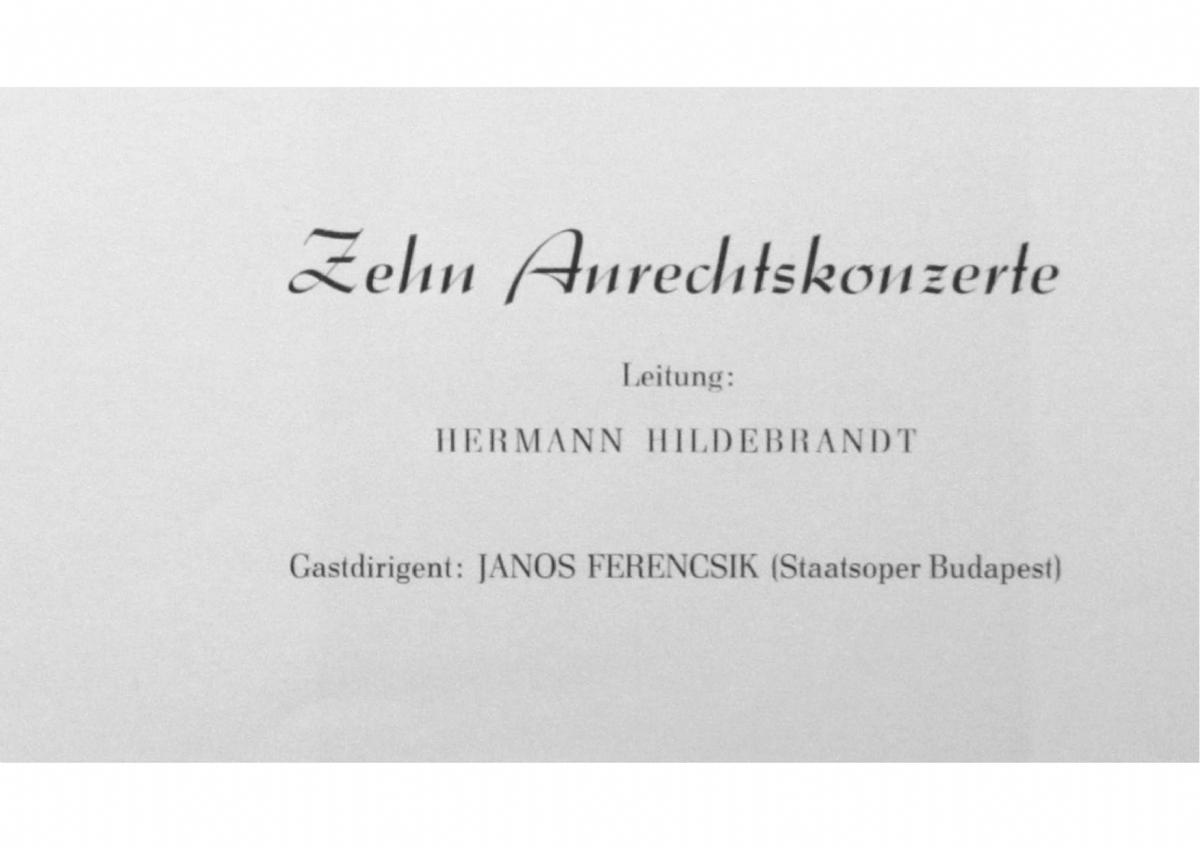 Zehn Anrechtskonzerte
Leitung:
HERMANN HILDEBRANDT
Gastdirigent: JANOS FERENCSIK (Staatsoper Budapest)